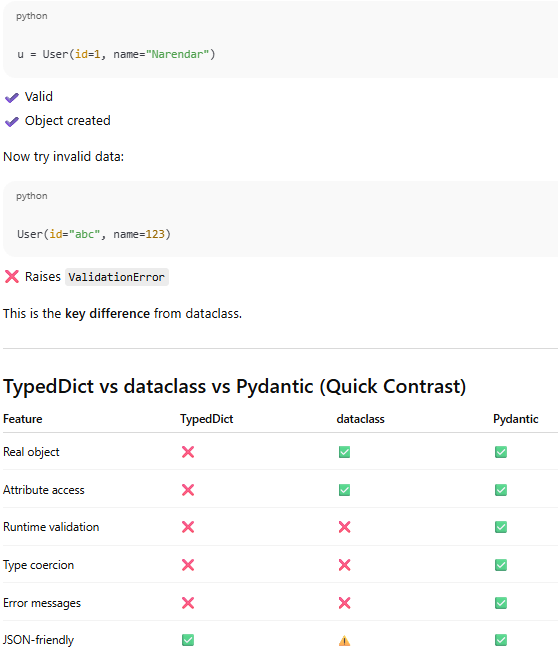 python
u = User(id=1, name="Narendar")
✔ Valid
✔ Object created
Now try invalid data:
python
User(id="abc", name=123)
❌ Raises ValidationError
This is the key difference from dataclass.
TypedDict vs dataclass vs Pydantic (Quick Contrast)
Feature TypedDict dataclass Pydantic
Real object ❌ ✅ ✅
Attribute access ❌ ✅ ✅
Runtime validation ❌ ❌ ✅
Type coercion ❌ ❌ ✅
Error messages ❌ ❌ ✅
JSON-friendly ✅ ⚠️ ✅